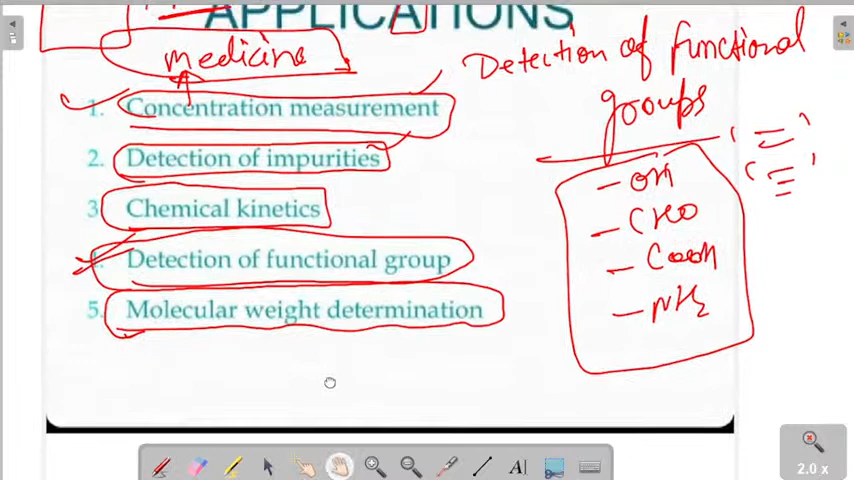 APPLICATIONS
medicine
Detection of functional
groups
1. Concentration measurement
2. Detection of impurities
3 Chemical kinetics
4. Detection of functional group
5. Molecular weight determination
' = '
' ≡ '
- OH
- CHO
- COOH
- NH2
A
2.0 x